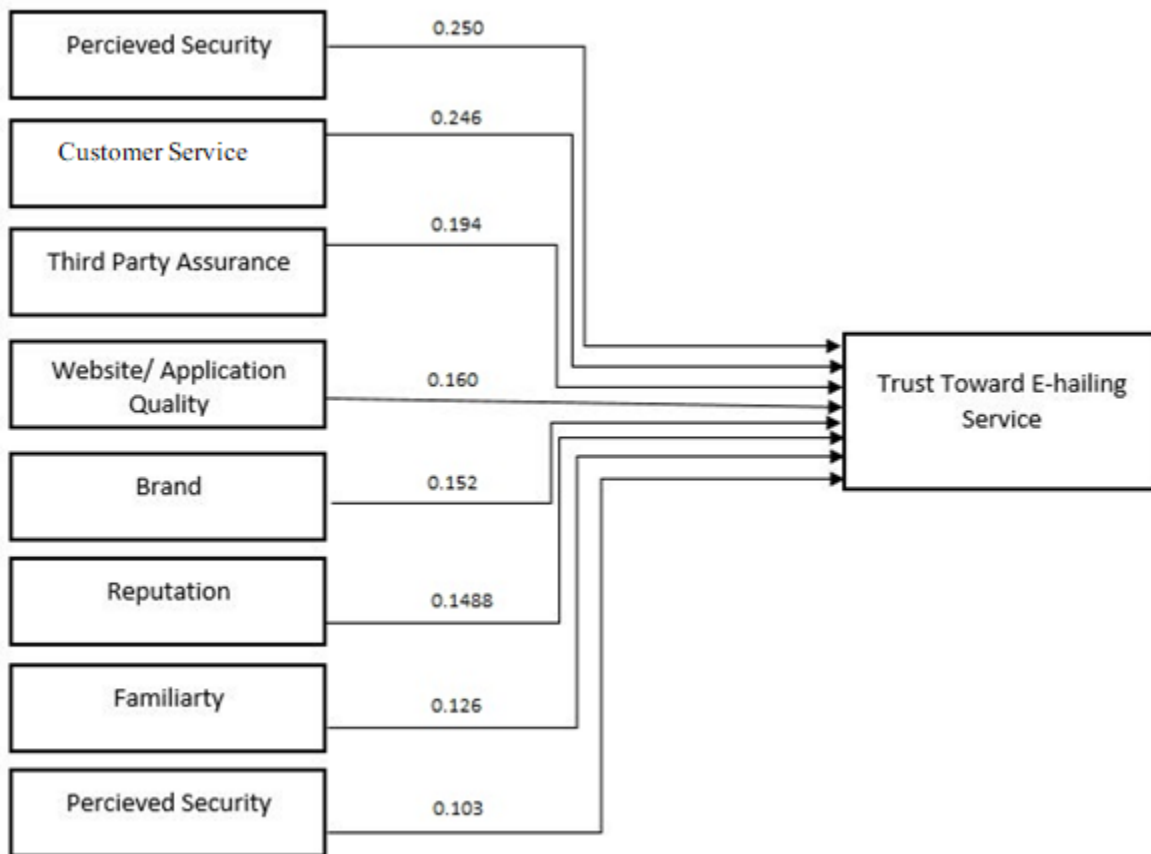 Percieved Security
0.250
Customer Service
0.246
Third Party Assurance
0.194
Website/ Application
Quality
0.160
Brand
0.152
Reputation
0.1488
Familiarty
0.126
Percieved Security
0.103
Trust Toward E-hailing
Service